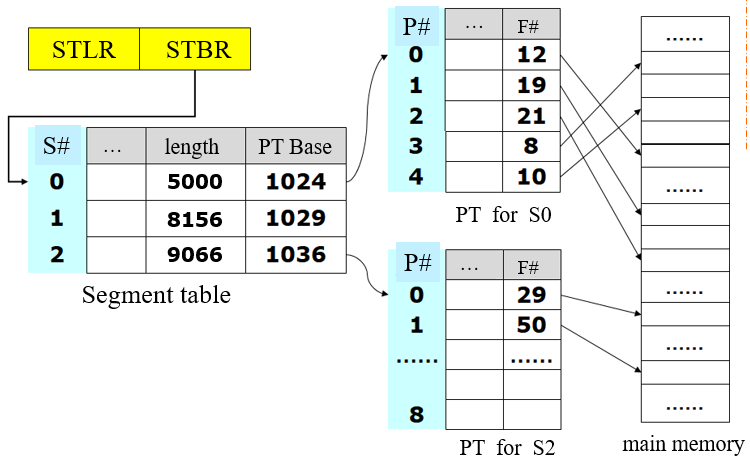 STLR STBR
S# ... length PT Base
0 5000 1024
1 8156 1029
2 9066 1036
Segment table
P# ... F#
0 12
1 19
2 21
3 8
4 10
PT for S0
P# ... F#
0 29
1 50
...... ......
8
PT for S2
......
......
......
......
......
main memory